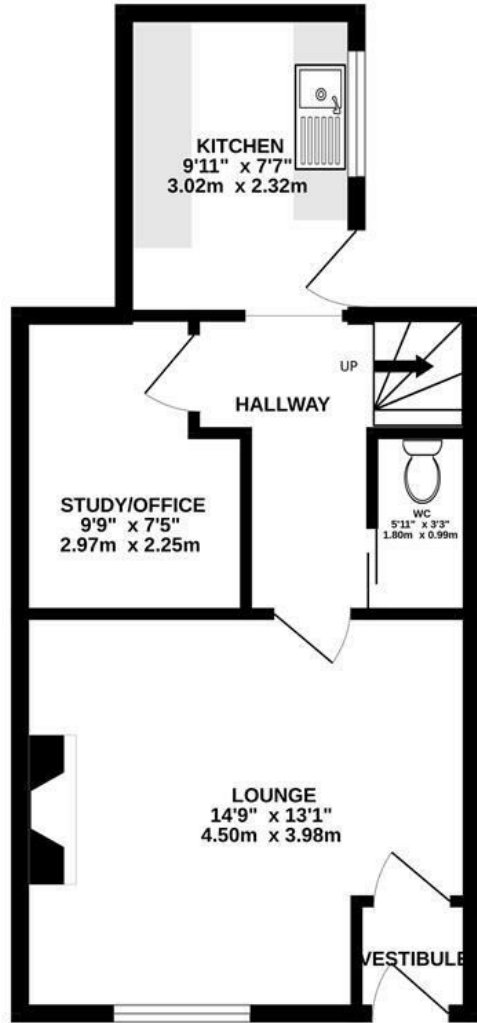 KITCHEN
9'11" x 7'7"
3.02m x 2.32m
UP
HALLWAY
STUDY/OFFICE
9'9" x 7'5"
2.97m x 2.25m
WC
5'11" x 3'3"
1.80m x 0.99m
LOUNGE
14'9" x 13'1"
4.50m x 3.98m
VESTIBULE